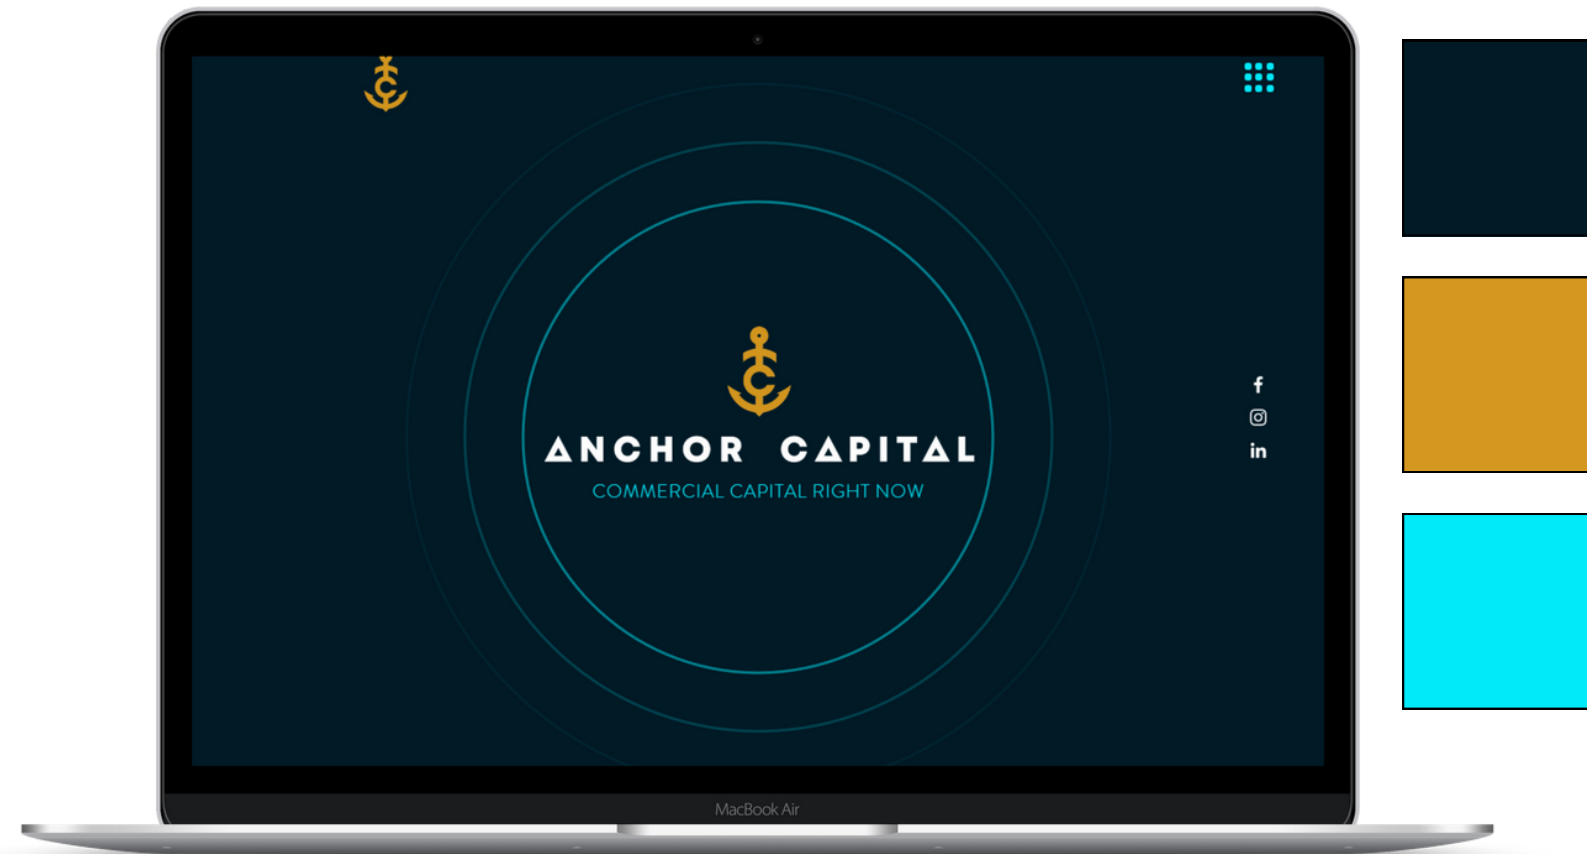 ANCHOR CAPITAL
COMMERCIAL CAPITAL RIGHT NOW
f
in
MacBook Air